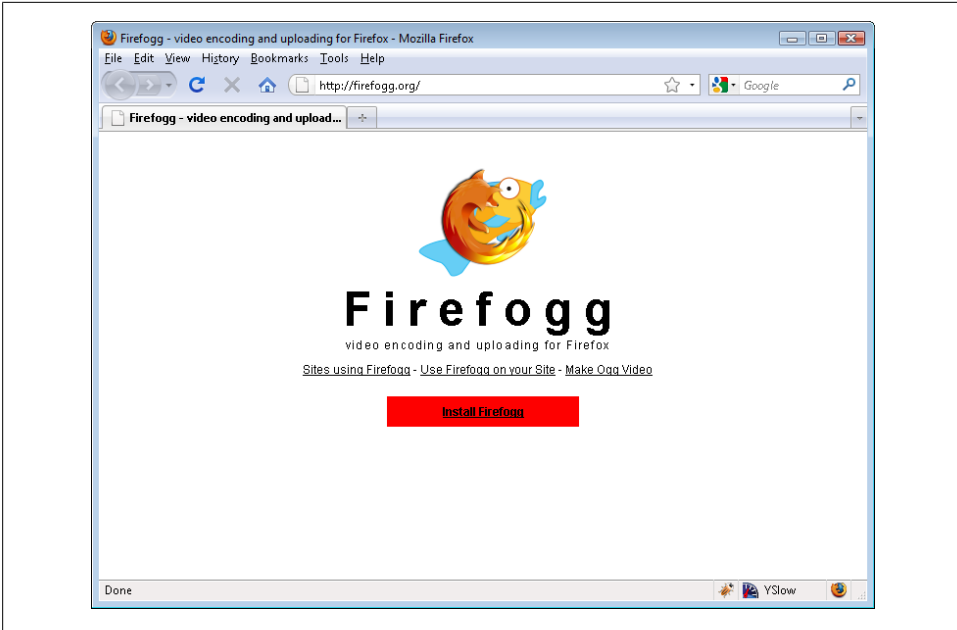 Firefogg - video encoding and uploading for Firefox - Mozilla Firefox
File Edit View History Bookmarks Tools Help
http://firefogg.org/ Google
Firefogg - video encoding and upload...
Firefogg
video encoding and uploading for Firefox
Sites using Firefogg - Use Firefogg on your Site - Make Ogg Video
Install Firefogg
Done YSlow